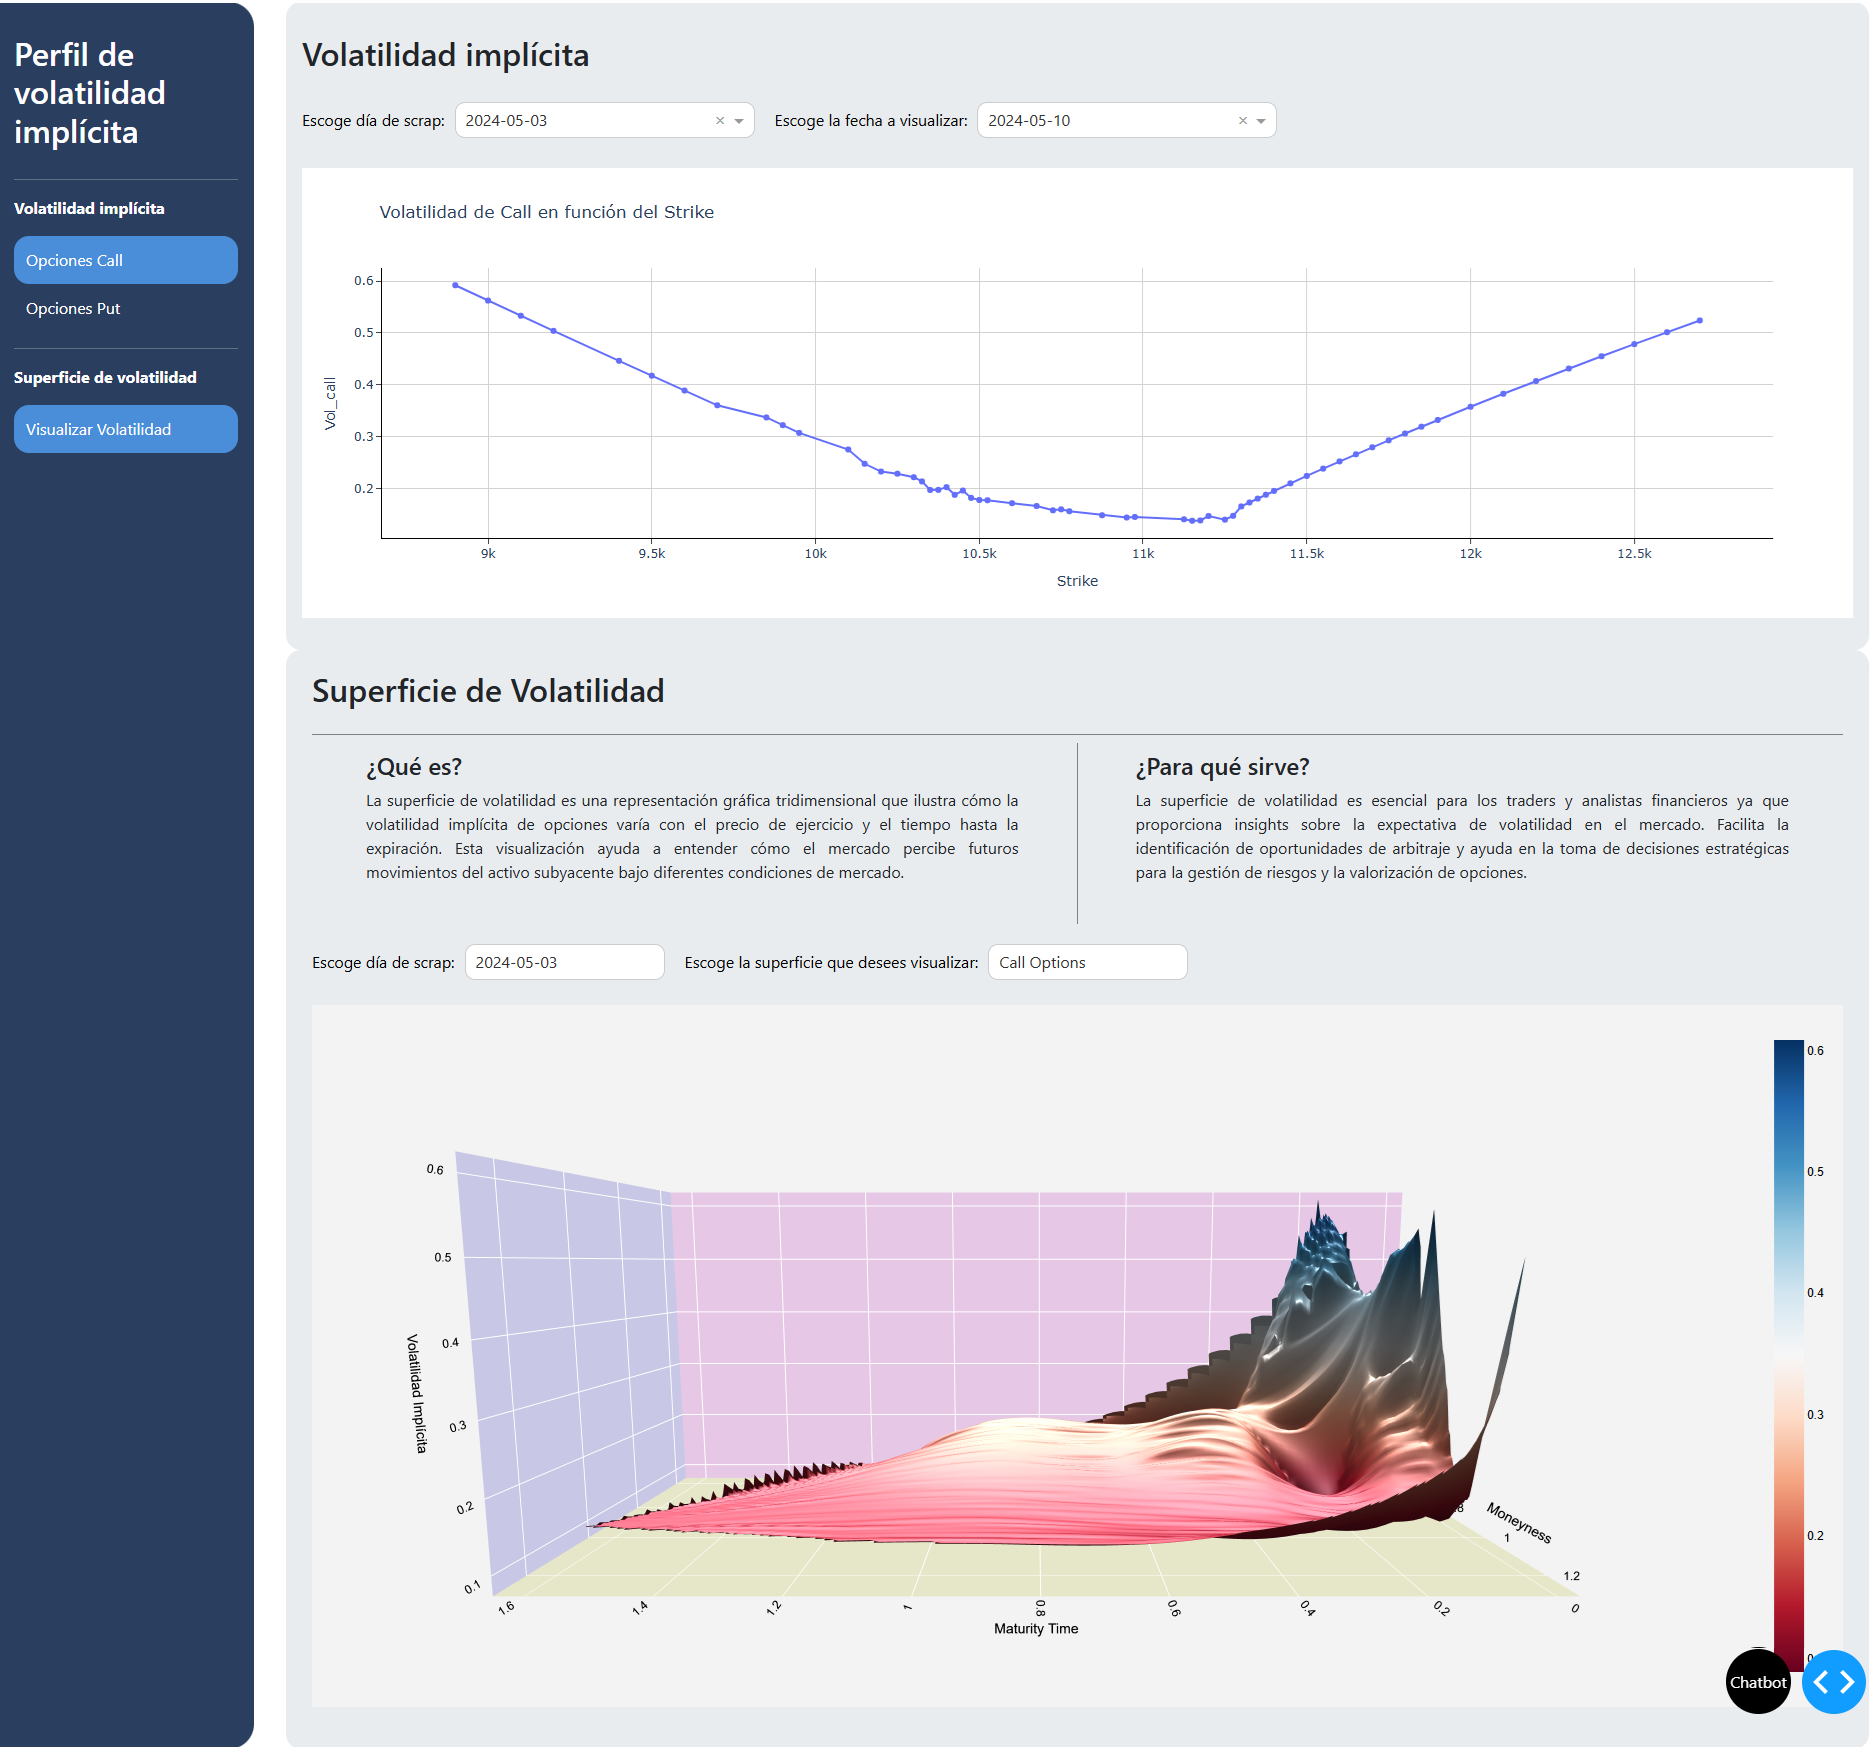 Perfil de
volatilidad
implícita
Volatilidad implícita
Opciones Call
Opciones Put
Superficie de volatilidad
Visualizar Volatilidad
Volatilidad implícita
Escoge día de scrap: 2024-05-03 × Escoge la fecha a visualizar: 2024-05-10 ×
Volatilidad de Call en función del Strike
0.6
0.5
0.4
0.3
0.2
Vol_call
9k 9.5k 10k 10.5k 11k 11.5k 12k 12.5k
Strike
Superficie de Volatilidad
¿Qué es?
La superficie de volatilidad es una representación gráfica tridimensional que ilustra cómo la
volatilidad implícita de opciones varía con el precio de ejercicio y el tiempo hasta la
expiración. Esta visualización ayuda a entender cómo el mercado percibe futuros
movimientos del activo subyacente bajo diferentes condiciones de mercado.
¿Para qué sirve?
La superficie de volatilidad es esencial para los traders y analistas financieros ya que
proporciona insights sobre la expectativa de volatilidad en el mercado. Facilita la
identificación de oportunidades de arbitraje y ayuda en la toma de decisiones estratégicas
para la gestión de riesgos y la valorización de opciones.
Escoge día de scrap: 2024-05-03 Escoge la superficie que desees visualizar: Call Options
0.6
0.5
0.4
0.3
0.2
0.1
Volatilidad Implícita
1.6 1.4 1.2 1 0.8 0.6 0.4 0.2 0
Maturity Time
1
1.2
Moneyness
0.6
0.5
0.4
0.3
0.2
Chatbot